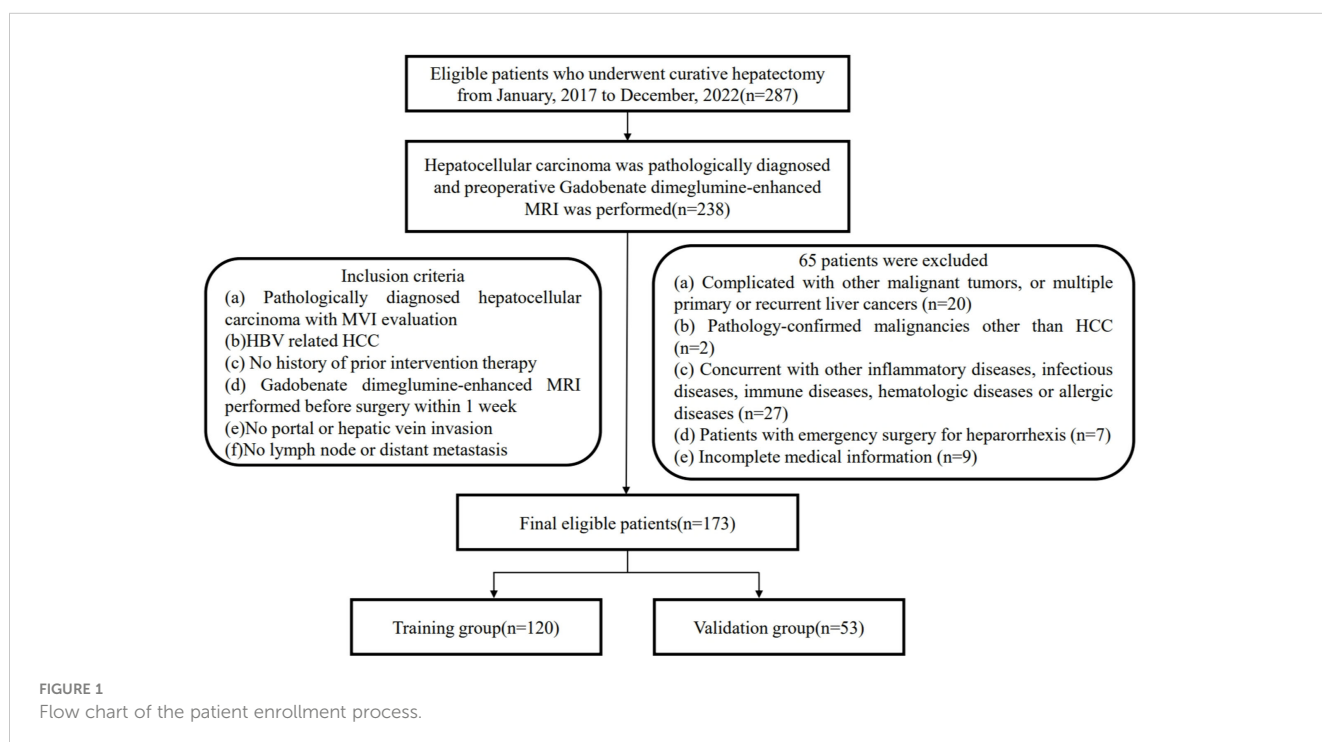 Eligible patients who underwent curative hepatectomy
from January, 2017 to December, 2022(n=287)
Hepatocellular carcinoma was pathologically diagnosed
and preoperative Gadobenate dimeglumine-enhanced
MRI was performed(n=238)
Inclusion criteria
(a) Pathologically diagnosed hepatocellular
carcinoma with MVI evaluation
(b)HBV related HCC
(c) No history of prior intervention therapy
(d) Gadobenate dimeglumine-enhanced MRI
performed before surgery within 1 week
(e)No portal or hepatic vein invasion
(f)No lymph node or distant metastasis
65 patients were excluded
(a) Complicated with other malignant tumors, or multiple
primary or recurrent liver cancers (n=20)
(b) Pathology-confirmed malignancies other than HCC
(n=2)
(c) Concurrent with other inflammatory diseases, infectious
diseases, immune diseases, hematologic diseases or allergic
diseases (n=27)
(d) Patients with emergency surgery for heparorrhexis (n=7)
(e) Incomplete medical information (n=9)
Final eligible patients(n=173)
Training group(n=120)
Validation group(n=53)
FIGURE 1
Flow chart of the patient enrollment process.